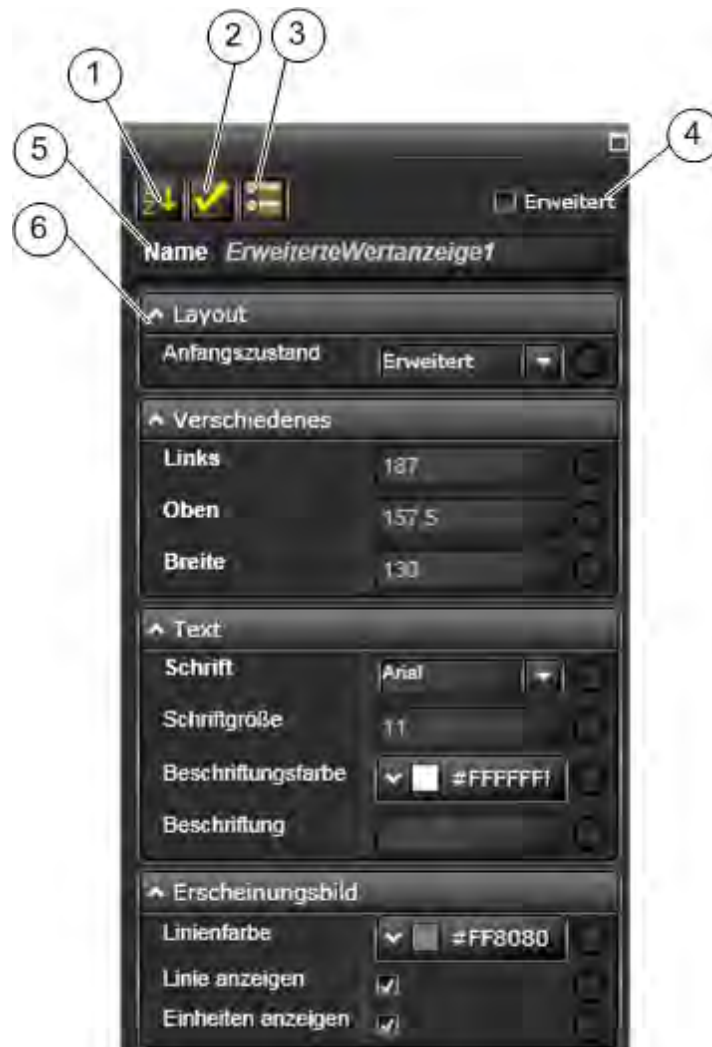 2
3
1
4
5
Erweitert
Name ErweiterteWertanzeige1
6
Layout
Anfangszustand Erweitert
Verschiedenes
Links 187
Oben 157.5
Breite 130
Text
Schrift Arial
Schriftgröße 11
Beschriftungsfarbe #FFFFFF
Beschriftung
Erscheinungsbild
Linienfarbe #FF8080
Linie anzeigen
Einheiten anzeigen